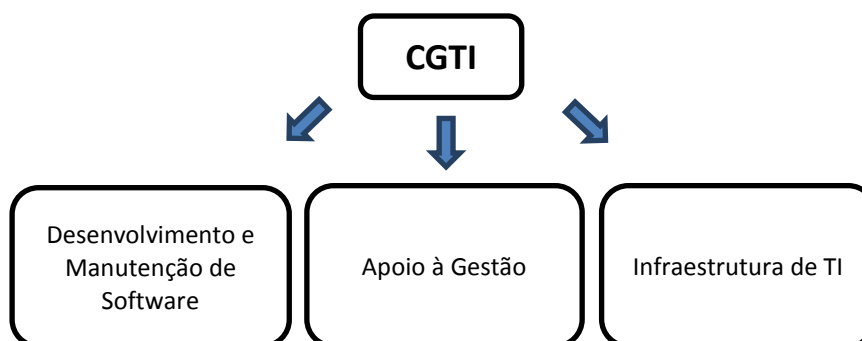 CGTI
Desenvolvimento e
Manutenção de
Software
Apoio à Gestão
Infraestrutura de TI